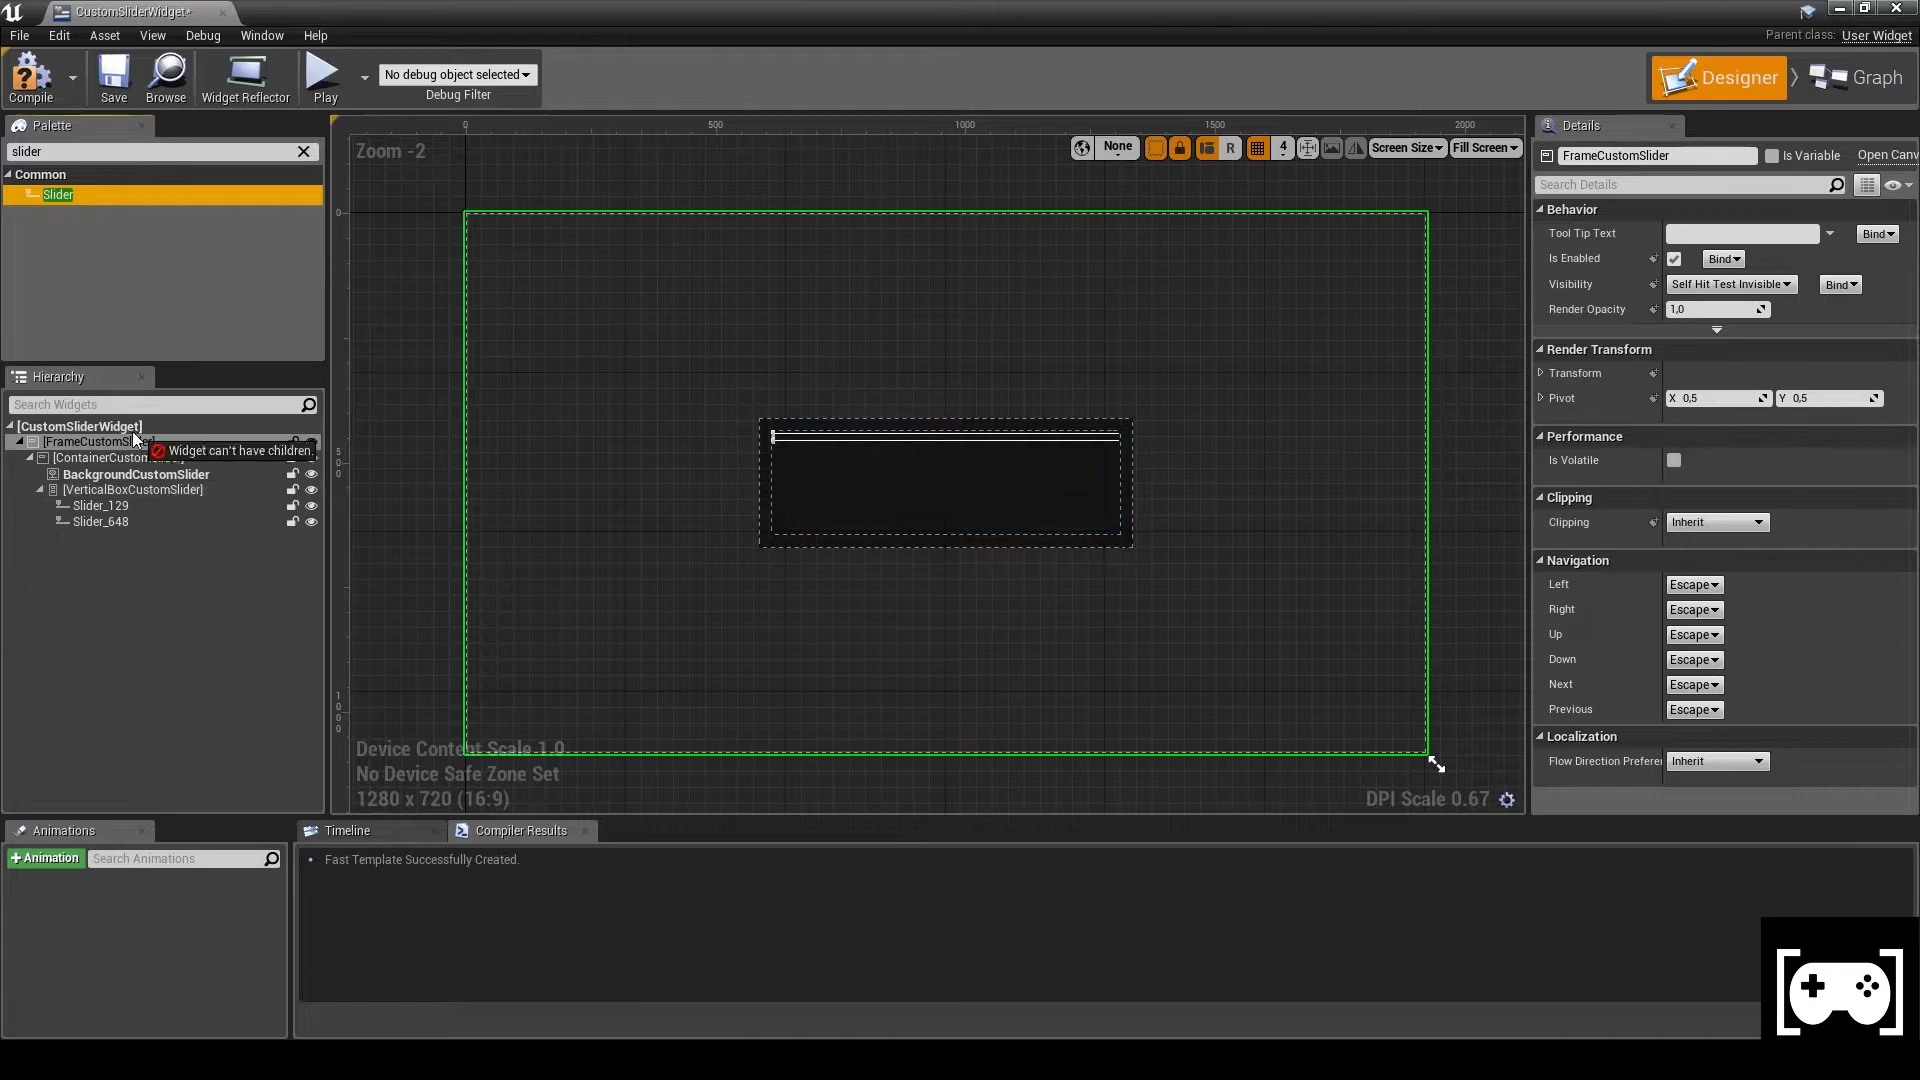 CustomSliderWidget*
File Edit Asset View Debug Window Help
Parent class: User Widget
Compile Save Browse Widget Reflector Play
No debug object selected
Debug Filter
Designer Graph
Palette
slider
Common
Slider
Hierarchy
Search Widgets
[CustomSliderWidget]
[FrameCustomSlider]
Widget can't have children.
BackgroundCustomSlider
[VerticalBoxCustomSlider]
Slider_129
Slider_648
0 500 1000 1500 2000
Zoom -2
None
R
4
Screen Size
Fill Screen
0
500
1000
Device Content Scale 1.0
No Device Safe Zone Set
1280 x 720 (16:9)
DPI Scale 0.67
Details
FrameCustomSlider
Is Variable
Open Canv
Search Details
Behavior
Tool Tip Text Bind
Is Enabled Bind
Visibility Self Hit Test Invisible Bind
Render Opacity 1,0
Render Transform
Transform
Pivot X 0,5 Y 0,5
Performance
Is Volatile
Clipping
Clipping Inherit
Navigation
Left Escape
Right Escape
Up Escape
Down Escape
Next Escape
Previous Escape
Localization
Flow Direction Preferer Inherit
Animations
+Animation Search Animations
Timeline
Compiler Results
• Fast Template Successfully Created.